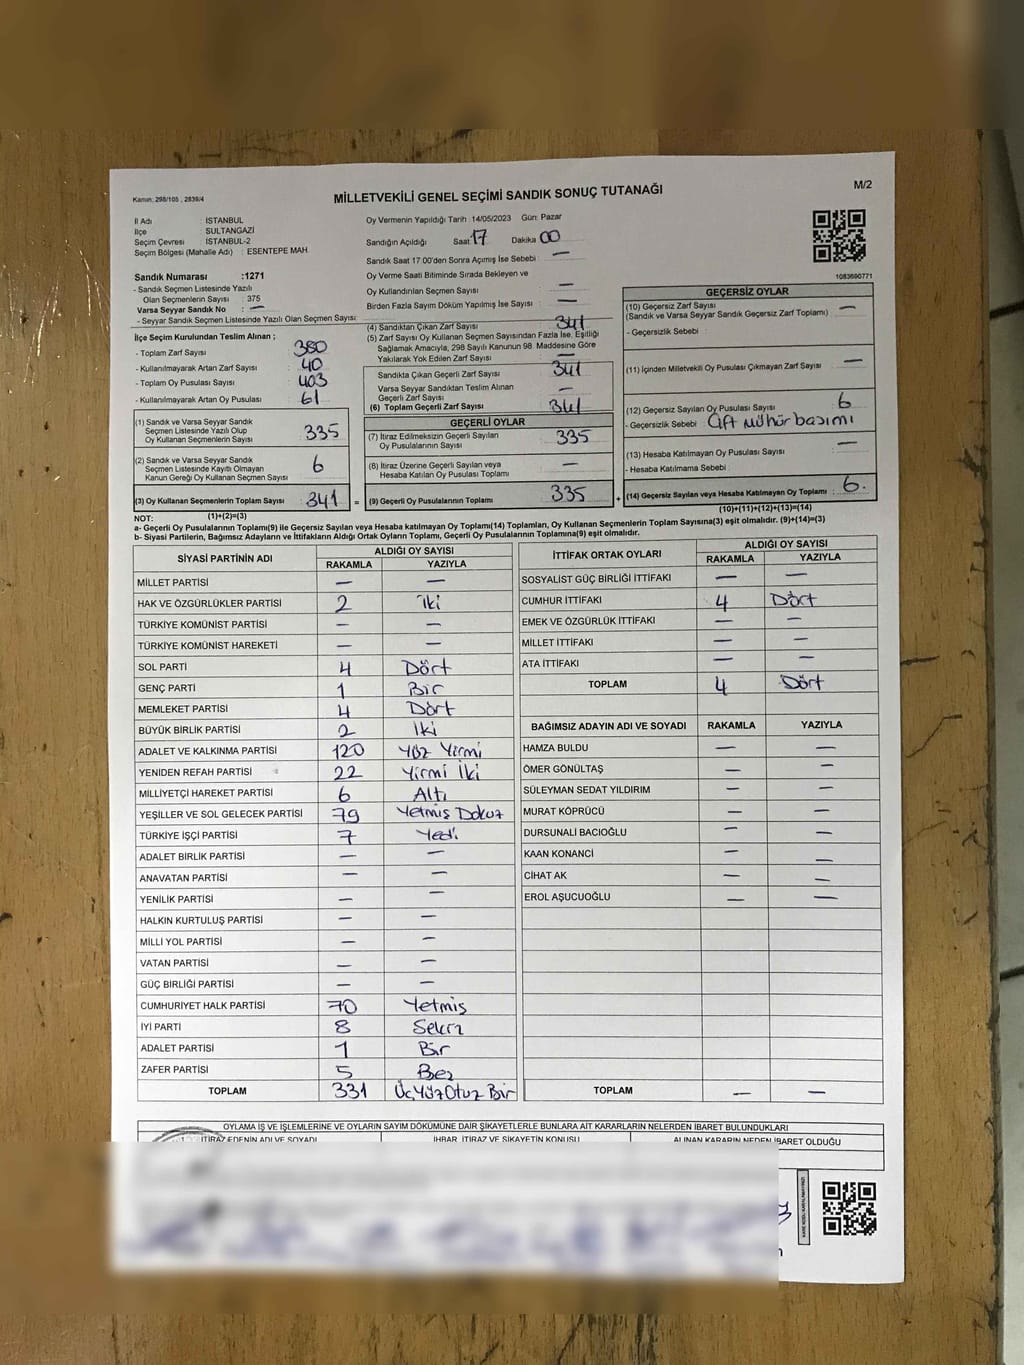 Kanun: 298/105 , 2839/4
MİLLETVEKİLİ GENEL SEÇİMİ SANDIK SONUÇ TUTANAĞI
M/2
İl Adı : İSTANBUL
İlçe : SULTANGAZİ
Seçim Çevresi : İSTANBUL-2
Seçim Bölgesi (Mahalle Adı) : ESENTEPE MAH.
Oy Vermenin Yapıldığı Tarih 14/05/2023 Gün: Pazar
Sandığın Açıldığı Saat 17 Dakika 00
Sandık Saat 17.00'den Sonra Açımış İse Sebebi : —
Sandık Numarası :1271
- Sandık Seçmen Listesinde Yazılı
Olan Seçmenlerin Sayısı : 375
Varsa Seyyar Sandık No : —
- Seyyar Sandık Seçmen Listesinde Yazılı Olan Seçmen Sayısı:
Oy Verme Saati Bitiminde Sırada Bekleyen ve
Oy Kullandırılan Seçmen Sayısı : —
Birden Fazla Sayım Döküm Yapılmış İse Sayısı : —
1083690771
İlçe Seçim Kurulundan Teslim Alınan ;
- Toplam Zarf Sayısı : 380
- Kullanılmayarak Artan Zarf Sayısı : 40
- Toplam Oy Pusulası Sayısı : 403
- Kullanılmayarak Artan Oy Pusulası : 61
(4) Sandıktan Çıkan Zarf Sayısı : 341
(5) Zarf Sayısı Oy Kullanan Seçmen Sayısından Fazla İse, Eşitliği
Sağlamak Amacıyla, 298 Sayılı Kanunun 98. Maddesine Göre
Yakılarak Yok Edilen Zarf Sayısı : —
Sandıkta Çıkan Geçerli Zarf Sayısı : 341
Varsa Seyyar Sandıktan Teslim Alınan
Geçerli Zarf Sayısı : —
(6) Toplam Geçerli Zarf Sayısı : 341
(1) Sandık ve Varsa Seyyar Sandık
Seçmen Listesinde Yazılı Olup
Oy Kullanan Seçmenlerin Sayısı : 335
(2) Sandık ve Varsa Seyyar Sandık
Seçmen Listesinde Kayıtlı Olmayan
Kanun Gereği Oy Kullanan Seçmen Sayısı : 6
(3) Oy Kullanan Seçmenlerin Toplam Sayısı : 341 =
(1)+(2)=(3)
GEÇERLİ OYLAR
(7) İtiraz Edilmeksizin Geçerli Sayılan
Oy Pusulalarının Sayısı : 335
(8) İtiraz Üzerine Geçerli Sayılan veya
Hesaba Katılan Oy Pusulası Toplamı : —
(9) Geçerli Oy Pusulalarının Toplamı : 335 +
GEÇERSİZ OYLAR
(10) Geçersiz Zarf Sayısı
(Sandık ve Varsa Seyyar Sandık Geçersiz Zarf Toplamı) : —
- Geçersizlik Sebebi :
(11) İçinden Milletvekili Oy Pusulası Çıkmayan Zarf Sayısı : —
(12) Geçersiz Sayılan Oy Pusulası Sayısı : 6
- Geçersizlik Sebebi : Çift Mühür basımı
(13) Hesaba Katılmayan Oy Pusulası Sayısı : —
- Hesaba Katılmama Sebebi :
(14) Geçersiz Sayılan veya Hesaba Katılmayan Oy Toplamı : 6.
(10)+(11)+(12)+(13)=(14)
NOT:
a- Geçerli Oy Pusulalarının Toplamı(9) ile Geçersiz Sayılan veya Hesaba katılmayan Oy Toplamı(14) Toplamları, Oy Kullanan Seçmenlerin Toplam Sayısına(3) eşit olmalıdır. (9)+(14)=(3)
b- Siyasi Partilerin, Bağımsız Adayların ve İttifakların Aldığı Ortak Oyların Toplamı, Geçerli Oy Pusulalarının Toplamına(9) eşit olmalıdır.
SİYASİ PARTİNİN ADI ALDIĞI OY SAYISI
RAKAMLA YAZIYLA
MİLLET PARTİSİ — —
HAK VE ÖZGÜRLÜKLER PARTİSİ 2 İki
TÜRKİYE KOMÜNİST PARTİSİ — —
TÜRKİYE KOMÜNİST HAREKETİ — —
SOL PARTİ 4 Dört
GENÇ PARTİ 1 Bir
MEMLEKET PARTİSİ 4 Dört
BÜYÜK BİRLİK PARTİSİ 2 İki
ADALET VE KALKINMA PARTİSİ 120 Yüz Yirmi
YENİDEN REFAH PARTİSİ 22 Yirmi İki
MİLLİYETÇİ HAREKET PARTİSİ 6 Altı
YEŞİLLER VE SOL GELECEK PARTİSİ 79 Yetmiş Dokuz
TÜRKİYE İŞÇİ PARTİSİ 7 Yedi
ADALET BİRLİK PARTİSİ — —
ANAVATAN PARTİSİ — —
YENİLİK PARTİSİ — —
HALKIN KURTULUŞ PARTİSİ — —
MİLLİ YOL PARTİSİ — —
VATAN PARTİSİ — —
GÜÇ BİRLİĞİ PARTİSİ — —
CUMHURİYET HALK PARTİSİ 70 Yetmiş
İYİ PARTİ 8 Sekiz
ADALET PARTİSİ 1 Bir
ZAFER PARTİSİ 5 Beş
TOPLAM 331 Üç Yüz Otuz Bir
İTTİFAK ORTAK OYLARI ALDIĞI OY SAYISI
RAKAMLA YAZIYLA
SOSYALİST GÜÇ BİRLİĞİ İTTİFAKI — —
CUMHUR İTTİFAKI 4 Dört
EMEK VE ÖZGÜRLÜK İTTİFAKI — —
MİLLET İTTİFAKI — —
ATA İTTİFAKI — —
TOPLAM 4 Dört
BAĞIMSIZ ADAYIN ADI VE SOYADI RAKAMLA YAZIYLA
HAMZA BULDU — —
ÖMER GÖNÜLTAŞ — —
SÜLEYMAN SEDAT YILDIRIM — —
MURAT KÖPRÜCÜ — —
DURSUNALİ BACIOĞLU — —
KAAN KONANCİ — —
CİHAT AK — —
EROL AŞUCUOĞLU — —
TOPLAM — —
OYLAMA İŞ VE İŞLEMLERİNE VE OYLARIN SAYIM DÖKÜMÜNE DAİR ŞİKAYETLERLE BUNLARA AİT KARARLARIN NELERDEN İBARET BULUNDUKLARI
İTİRAZ EDENİN ADI VE SOYADI İHBAR, İTİRAZ VE ŞİKAYETİN KONUSU ALINAN KARARIN NEDEN İBARET OLDUĞU